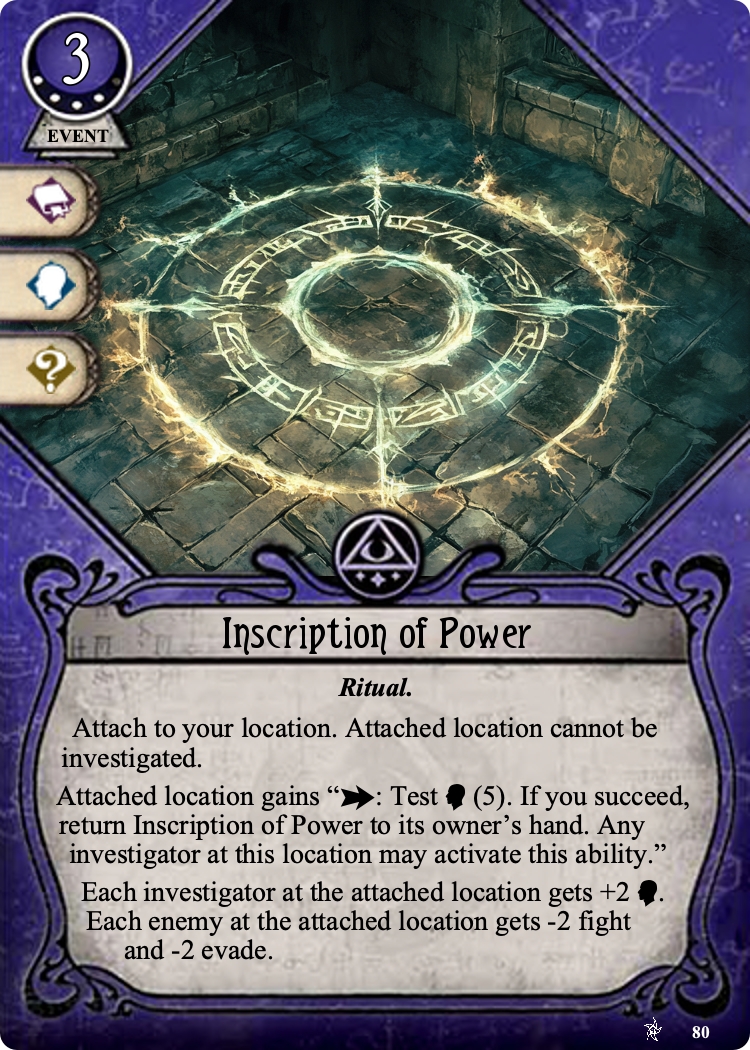 3
EVENT
?
Inscription of Power
Ritual.
Attach to your location. Attached location cannot be
investigated.
Attached location gains “: Test (5). If you succeed,
return Inscription of Power to its owner’s hand. Any
investigator at this location may activate this ability.”
Each investigator at the attached location gets +2 .
Each enemy at the attached location gets -2 fight
and -2 evade.
80